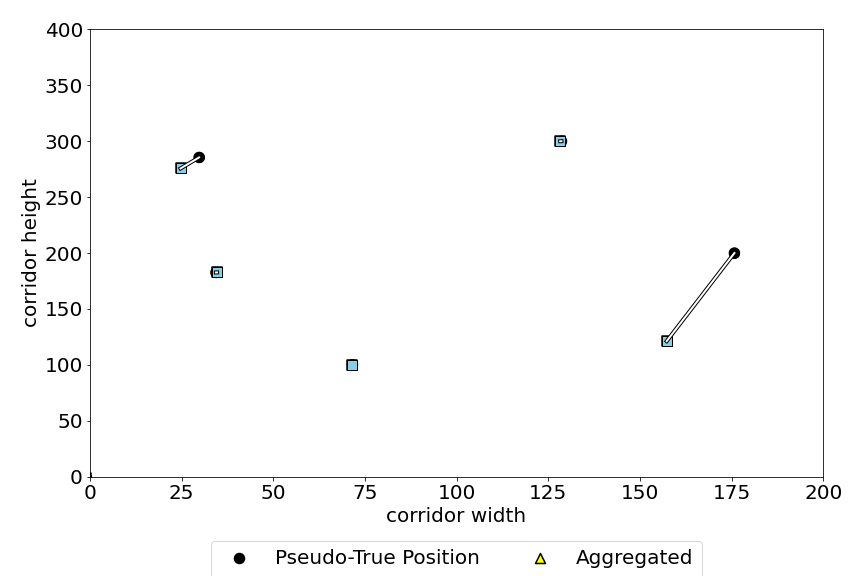 400
350
300
250
200
150
100
50
0
corridor height
0 25 50 75 100 125 150 175 200
corridor width
Pseudo-True Position Aggregated